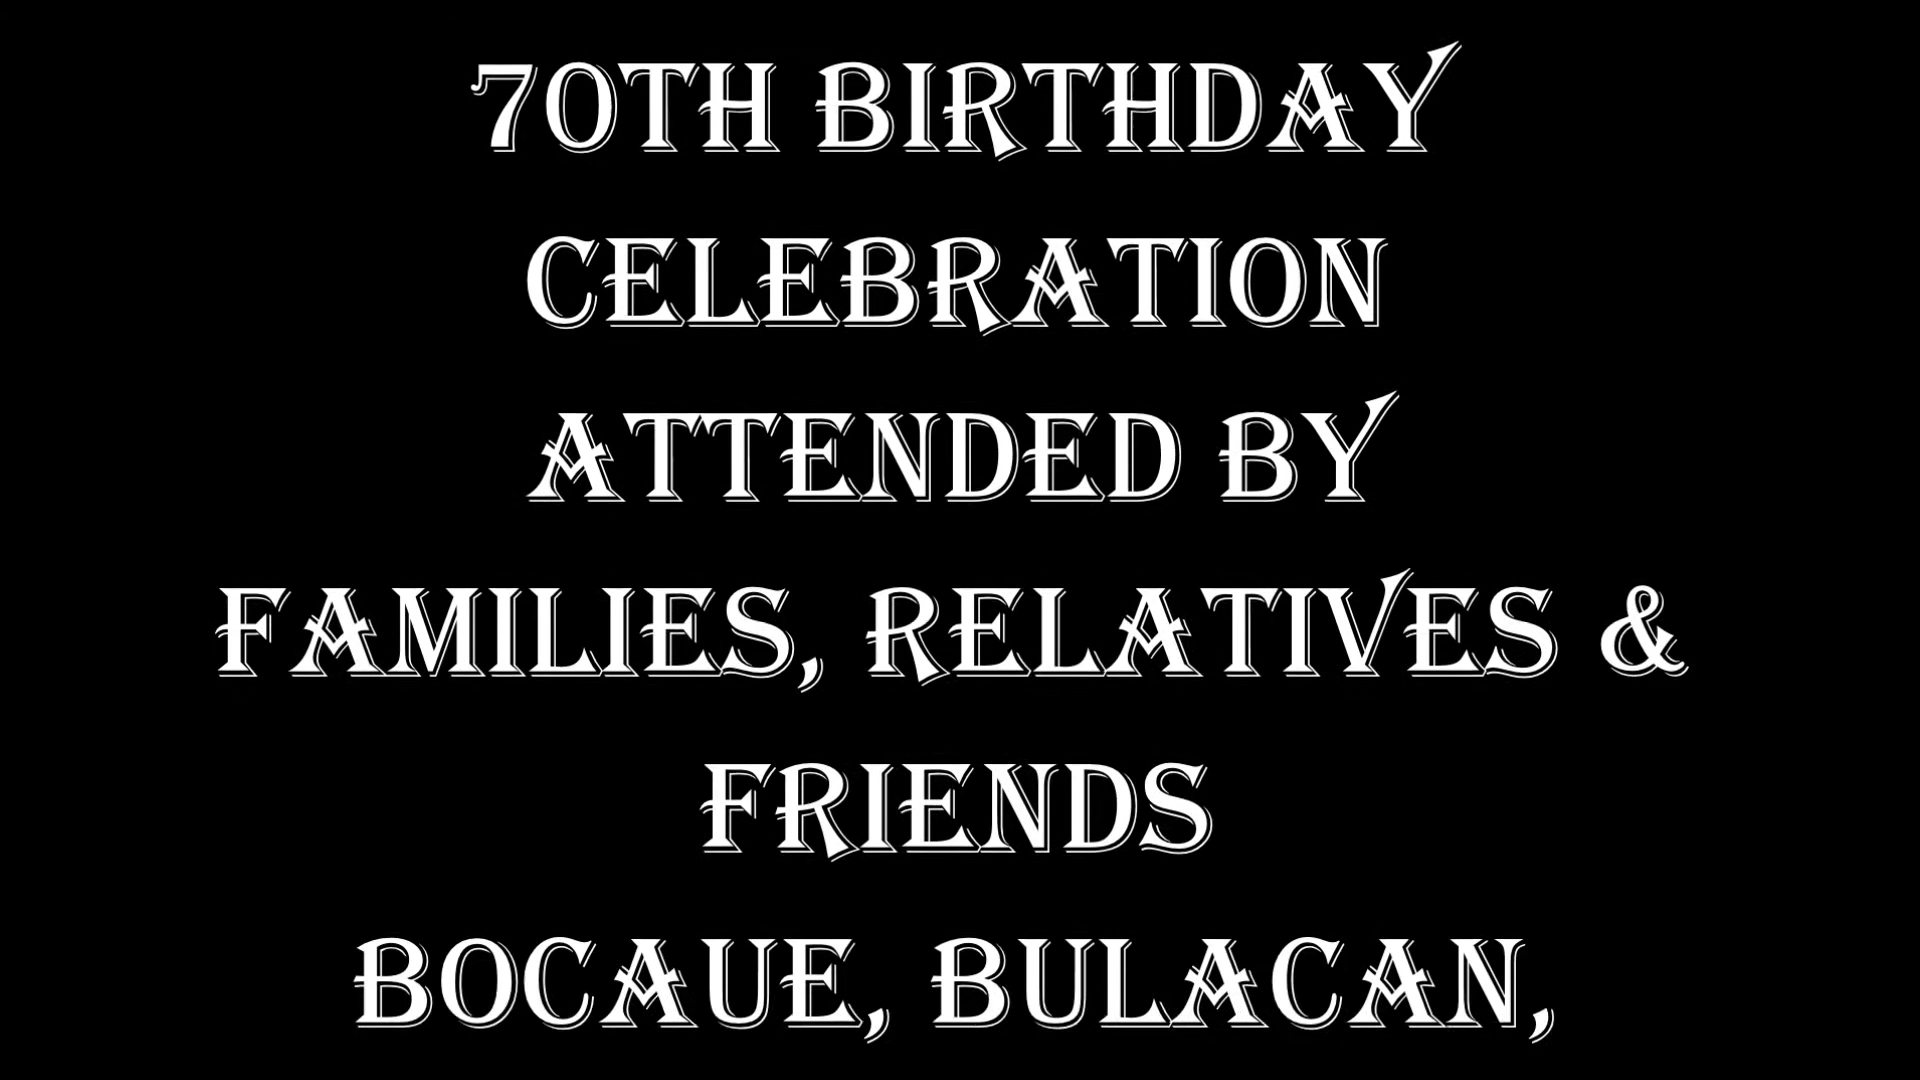 70TH BIRTHDAY
CELEBRATION
ATTENDED BY
FAMILIES, RELATIVES &
FRIENDS
BOCAUE, BULACAN,